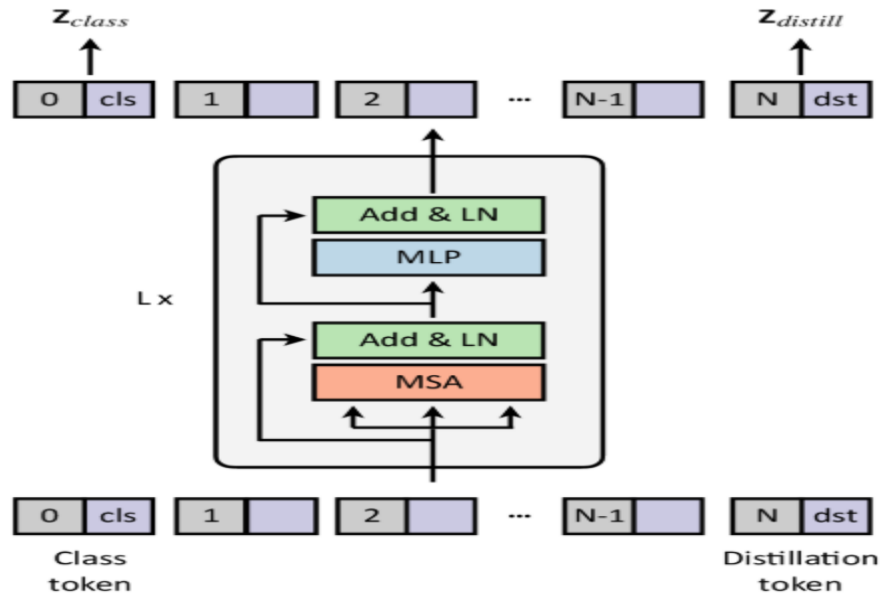 z_class z_distill
0 cls 1 2 ... N-1 N dst
Add & LN
MLP
L x
Add & LN
MSA
0 cls 1 2 ... N-1 N dst
Class token
Distillation token